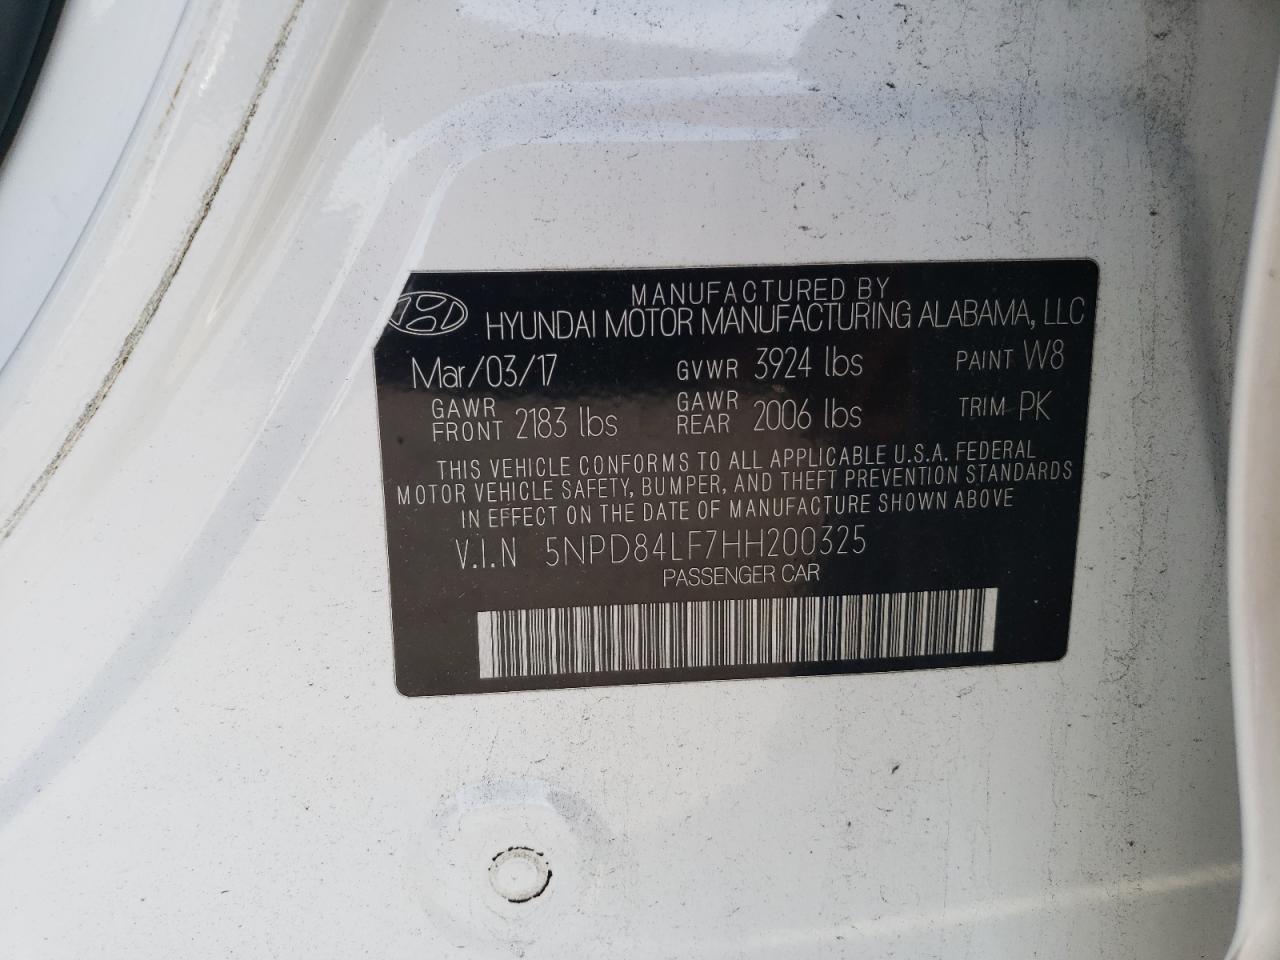 MANUFACTURED BY
HYUNDAI MOTOR MANUFACTURING ALABAMA, LLC
Mar/03/17 GVWR 3924 lbs PAINT W8
GAWR FRONT 2183 lbs GAWR REAR 2006 lbs TRIM PK
THIS VEHICLE CONFORMS TO ALL APPLICABLE U.S.A. FEDERAL
MOTOR VEHICLE SAFETY, BUMPER, AND THEFT PREVENTION STANDARDS
IN EFFECT ON THE DATE OF MANUFACTURE SHOWN ABOVE
V.I.N 5NPD84LF7HH200325
PASSENGER CAR